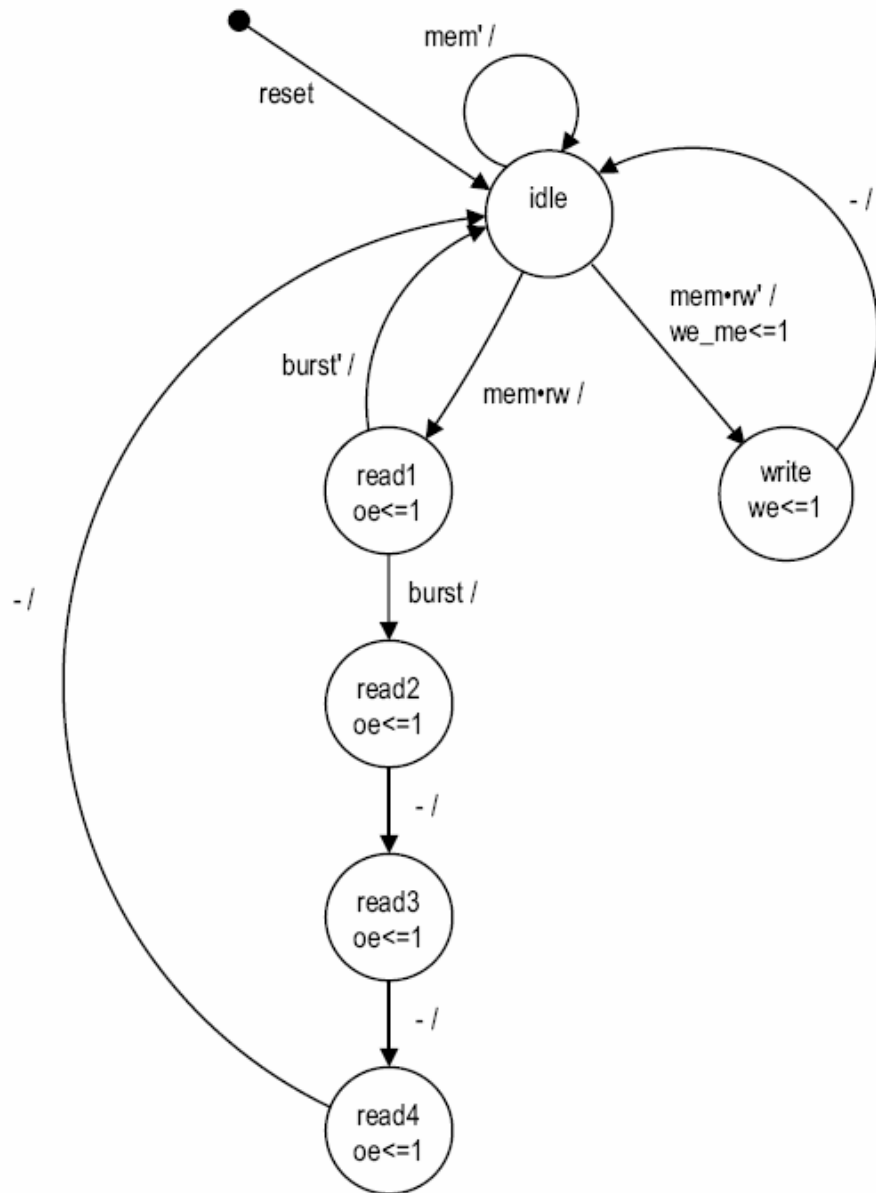 mem' /
reset
idle
- /
mem•rw' /
we_me<=1
burst' /
mem•rw /
read1
oe<=1
write
we<=1
burst /
- /
read2
oe<=1
- /
read3
oe<=1
- /
read4
oe<=1